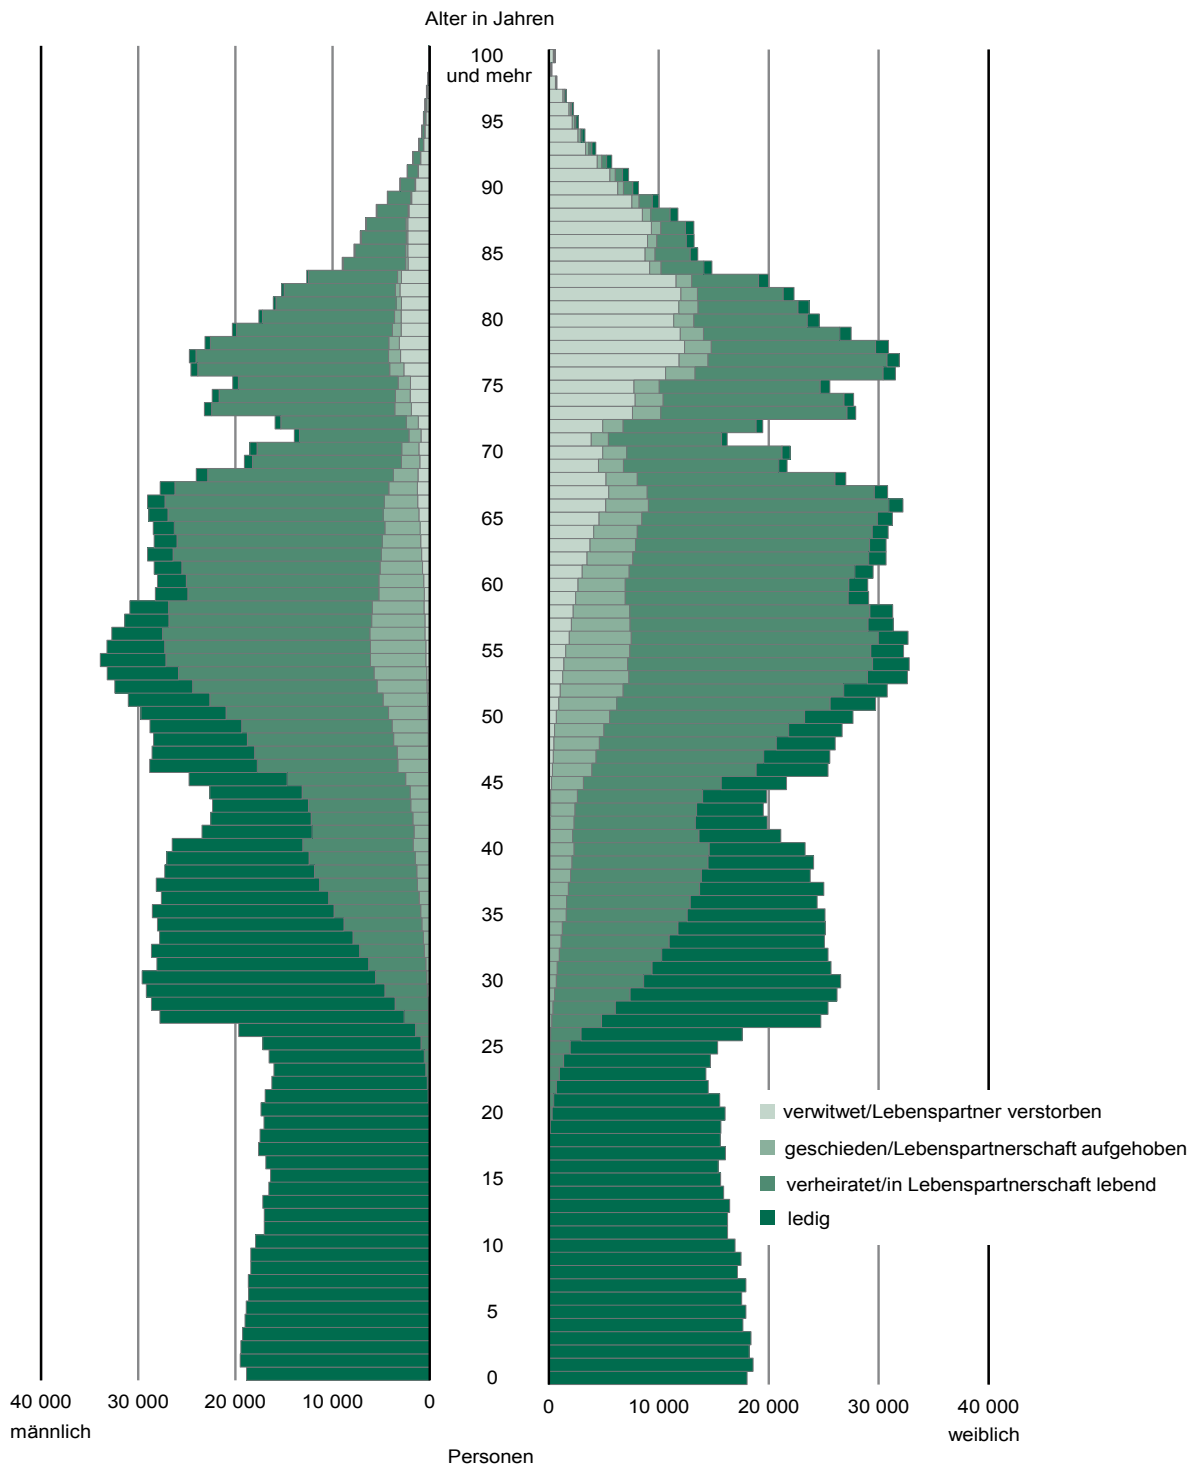 Alter in Jahren
100
und mehr
95
90
85
80
75
70
65
60
55
50
45
40
35
30
25
20
15
10
5
0
verwitwet/Lebenspartner verstorben
geschieden/Lebenspartnerschaft aufgehoben
verheiratet/in Lebenspartnerschaft lebend
ledig
40 000 30 000 20 000 10 000 0
0 10 000 20 000 30 000 40 000
männlich
weiblich
Personen